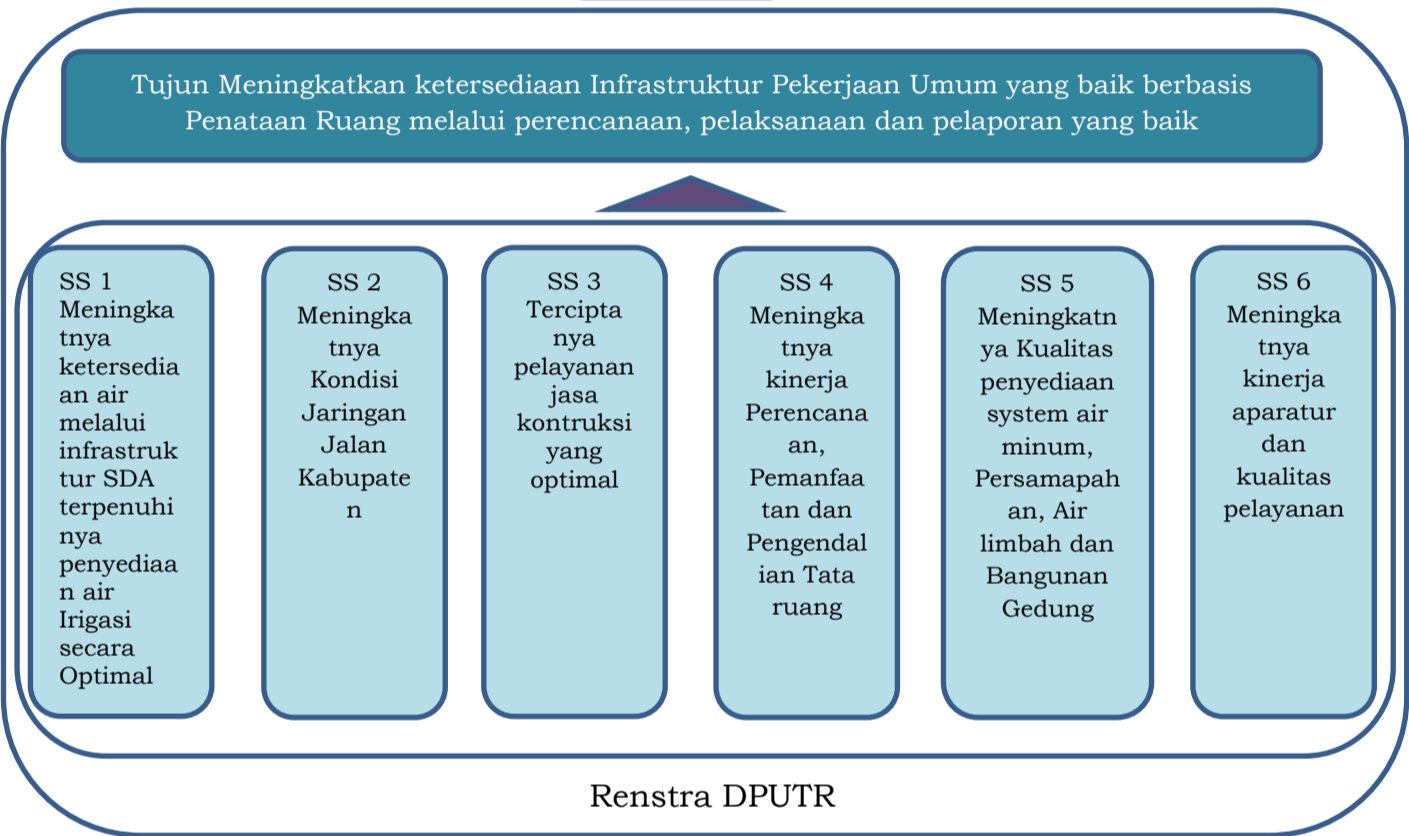 Tujun Meningkatkan ketersediaan Infrastruktur Pekerjaan Umum yang baik berbasis
Penataan Ruang melalui perencanaan, pelaksanaan dan pelaporan yang baik
SS 1
Meningka
tnya
ketersedia
an air
melalui
infrastruk
tur SDA
terpenuhi
nya
penyediaa
n air
Irigasi
secara
Optimal
SS 2
Meningka
tnya
Kondisi
Jaringan
Jalan
Kabupate
n
SS 3
Tercipta
nya
pelayanan
jasa
kontruksi
yang
optimal
SS 4
Meningka
tnya
kinerja
Perencana
an,
Pemanfaa
tan dan
Pengendal
ian Tata
ruang
SS 5
Meningkatn
ya Kualitas
penyediaan
system air
minum,
Persamapah
an, Air
limbah dan
Bangunan
Gedung
SS 6
Meningka
tnya
kinerja
aparatur
dan
kualitas
pelayanan
Renstra DPUTR